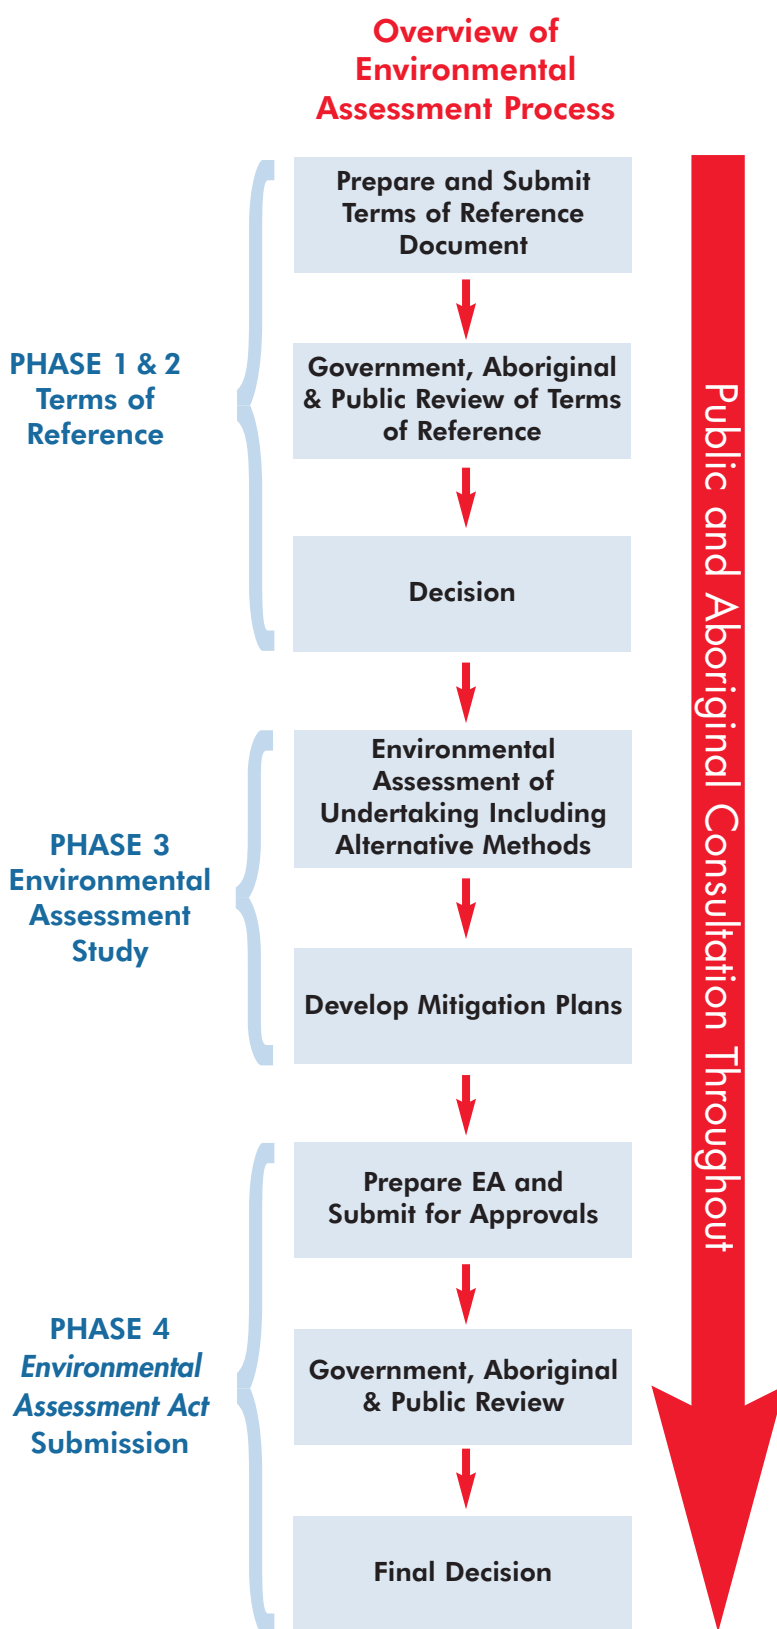 Overview of
Environmental
Assessment Process
PHASE 1 & 2
Terms of
Reference
Prepare and Submit
Terms of Reference
Document
Government, Aboriginal
& Public Review of Terms
of Reference
Decision
PHASE 3
Environmental
Assessment
Study
Environmental
Assessment of
Undertaking Including
Alternative Methods
Develop Mitigation Plans
PHASE 4
Environmental
Assessment Act
Submission
Prepare EA and
Submit for Approvals
Government, Aboriginal
& Public Review
Final Decision
Public and Aboriginal Consultation Throughout